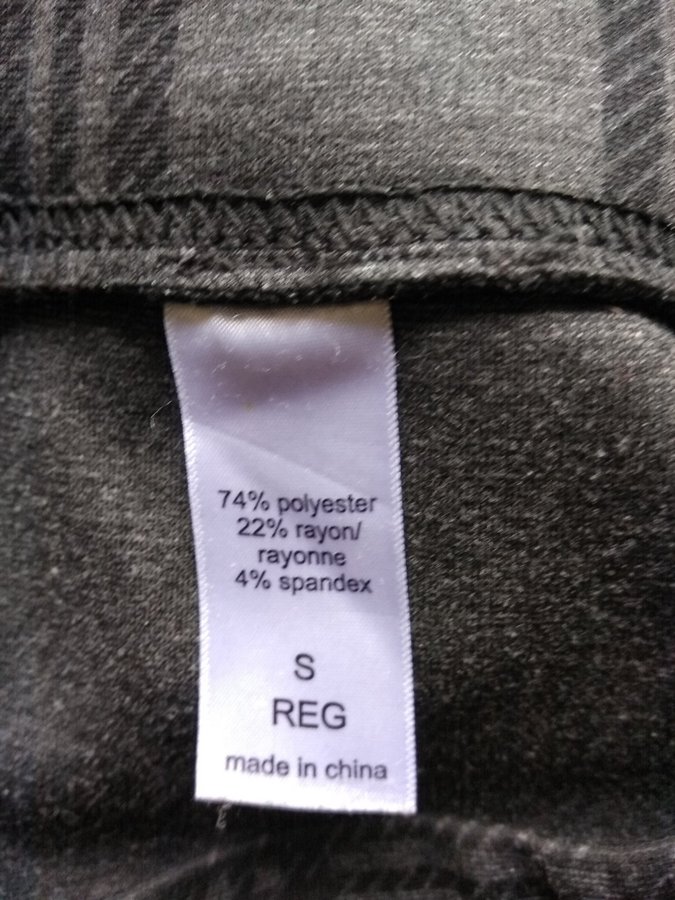 74% polyester
22% rayon/
rayonne
4% spandex
S
REG
made in china